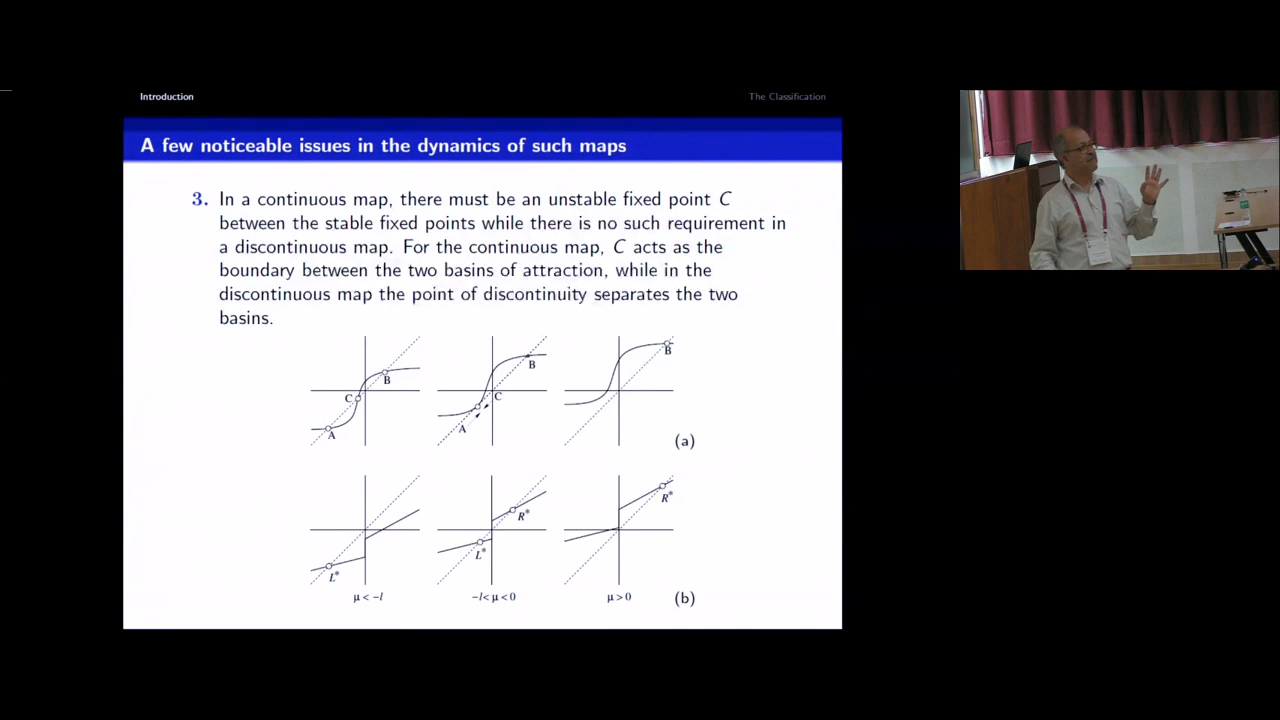 Introduction
The Classification
A few noticeable issues in the dynamics of such maps
3. In a continuous map, there must be an unstable fixed point C
between the stable fixed points while there is no such requirement in
a discontinuous map. For the continuous map, C acts as the
boundary between the two basins of attraction, while in the
discontinuous map the point of discontinuity separates the two
basins.
A
C
B
A
C
B
B
(a)
L*
L*
R*
R*
μ < -l
-l< μ < 0
μ > 0
(b)